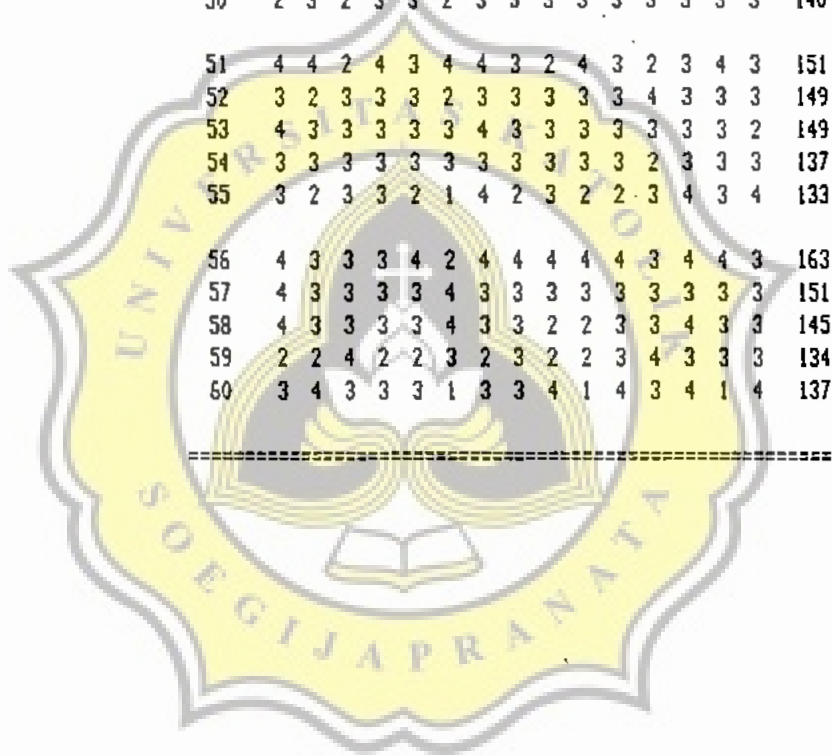 51 4 4 2 4 3 4 4 3 2 4 3 2 3 4 3 151
52 3 2 3 3 3 2 3 3 3 3 3 4 3 3 3 149
53 4 3 3 3 3 3 4 3 3 3 3 3 3 3 2 149
54 3 3 3 3 3 3 3 3 3 3 3 2 3 3 3 137
55 3 2 3 3 2 1 4 2 3 2 2 3 4 3 4 133
56 4 3 3 3 4 2 4 4 4 4 4 3 4 4 3 163
57 4 3 3 3 3 4 3 3 3 3 3 3 3 3 3 151
58 4 3 3 3 3 4 3 3 2 2 3 3 4 3 3 145
59 2 2 4 2 2 3 2 3 2 2 3 4 3 3 3 134
60 3 4 3 3 3 1 3 3 4 1 4 3 4 1 4 137
UNIVERSITAS KATOLIK
SOEGIJAPRANATA